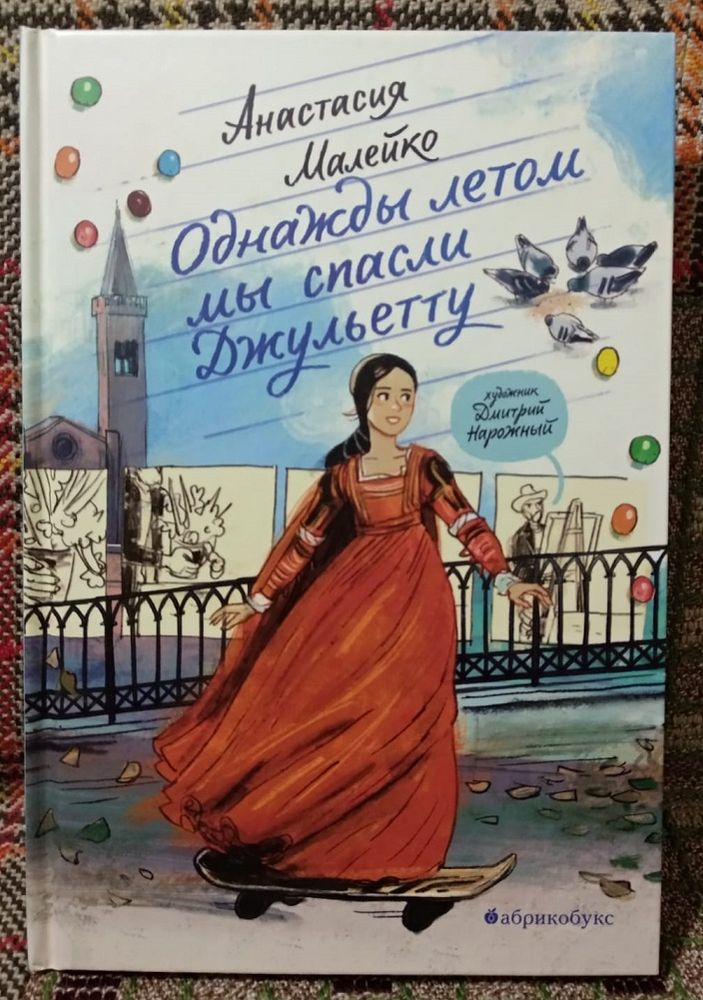 Анастасия
Малейко
Однажды летом
мы спасли
Джульетту
художник
Дмитрий
Нарожный
абрикобукс